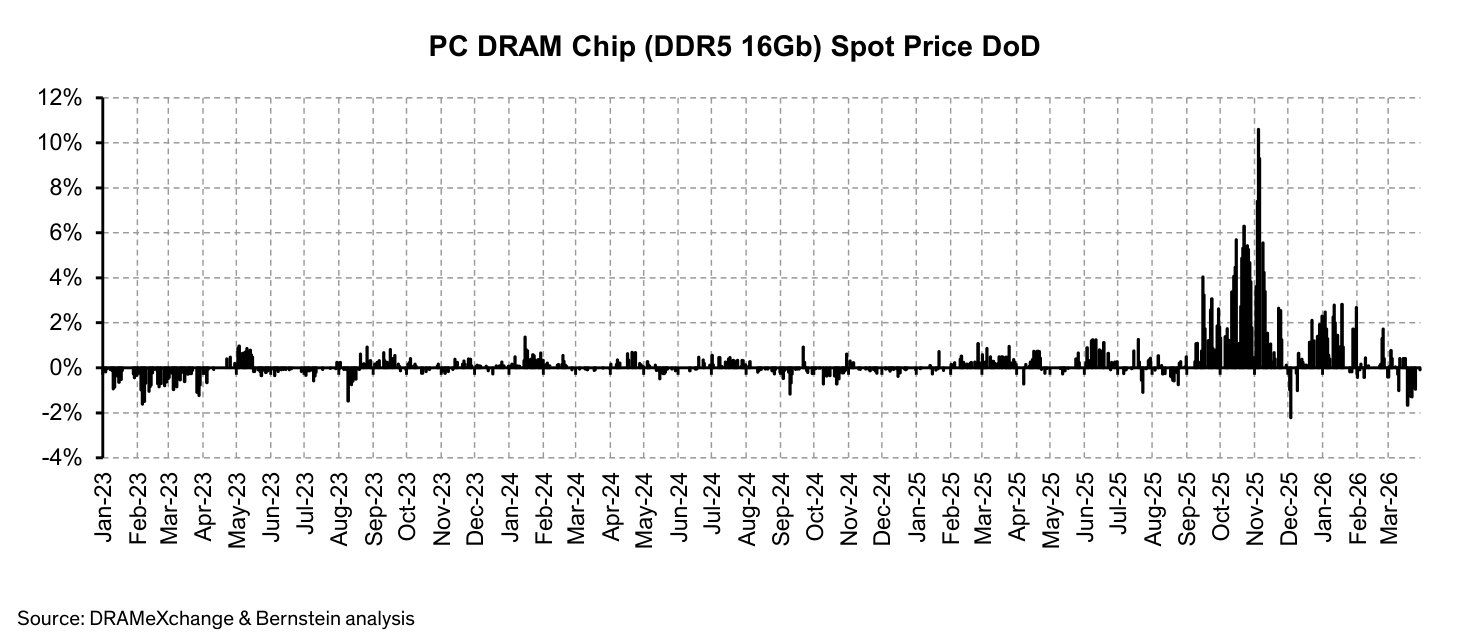 PC DRAM Chip (DDR5 16Gb) Spot Price DoD
12%
10%
8%
6%
4%
2%
0%
-2%
-4%
Jan-23
Feb-23
Mar-23
Apr-23
May-23
Jun-23
Jul-23
Aug-23
Sep-23
Oct-23
Nov-23
Dec-23
Jan-24
Feb-24
Mar-24
Apr-24
May-24
Jun-24
Jul-24
Aug-24
Sep-24
Oct-24
Nov-24
Dec-24
Jan-25
Feb-25
Mar-25
Apr-25
May-25
Jun-25
Jul-25
Aug-25
Sep-25
Oct-25
Nov-25
Dec-25
Jan-26
Feb-26
Mar-26
Source: DRAMeXchange & Bernstein analysis